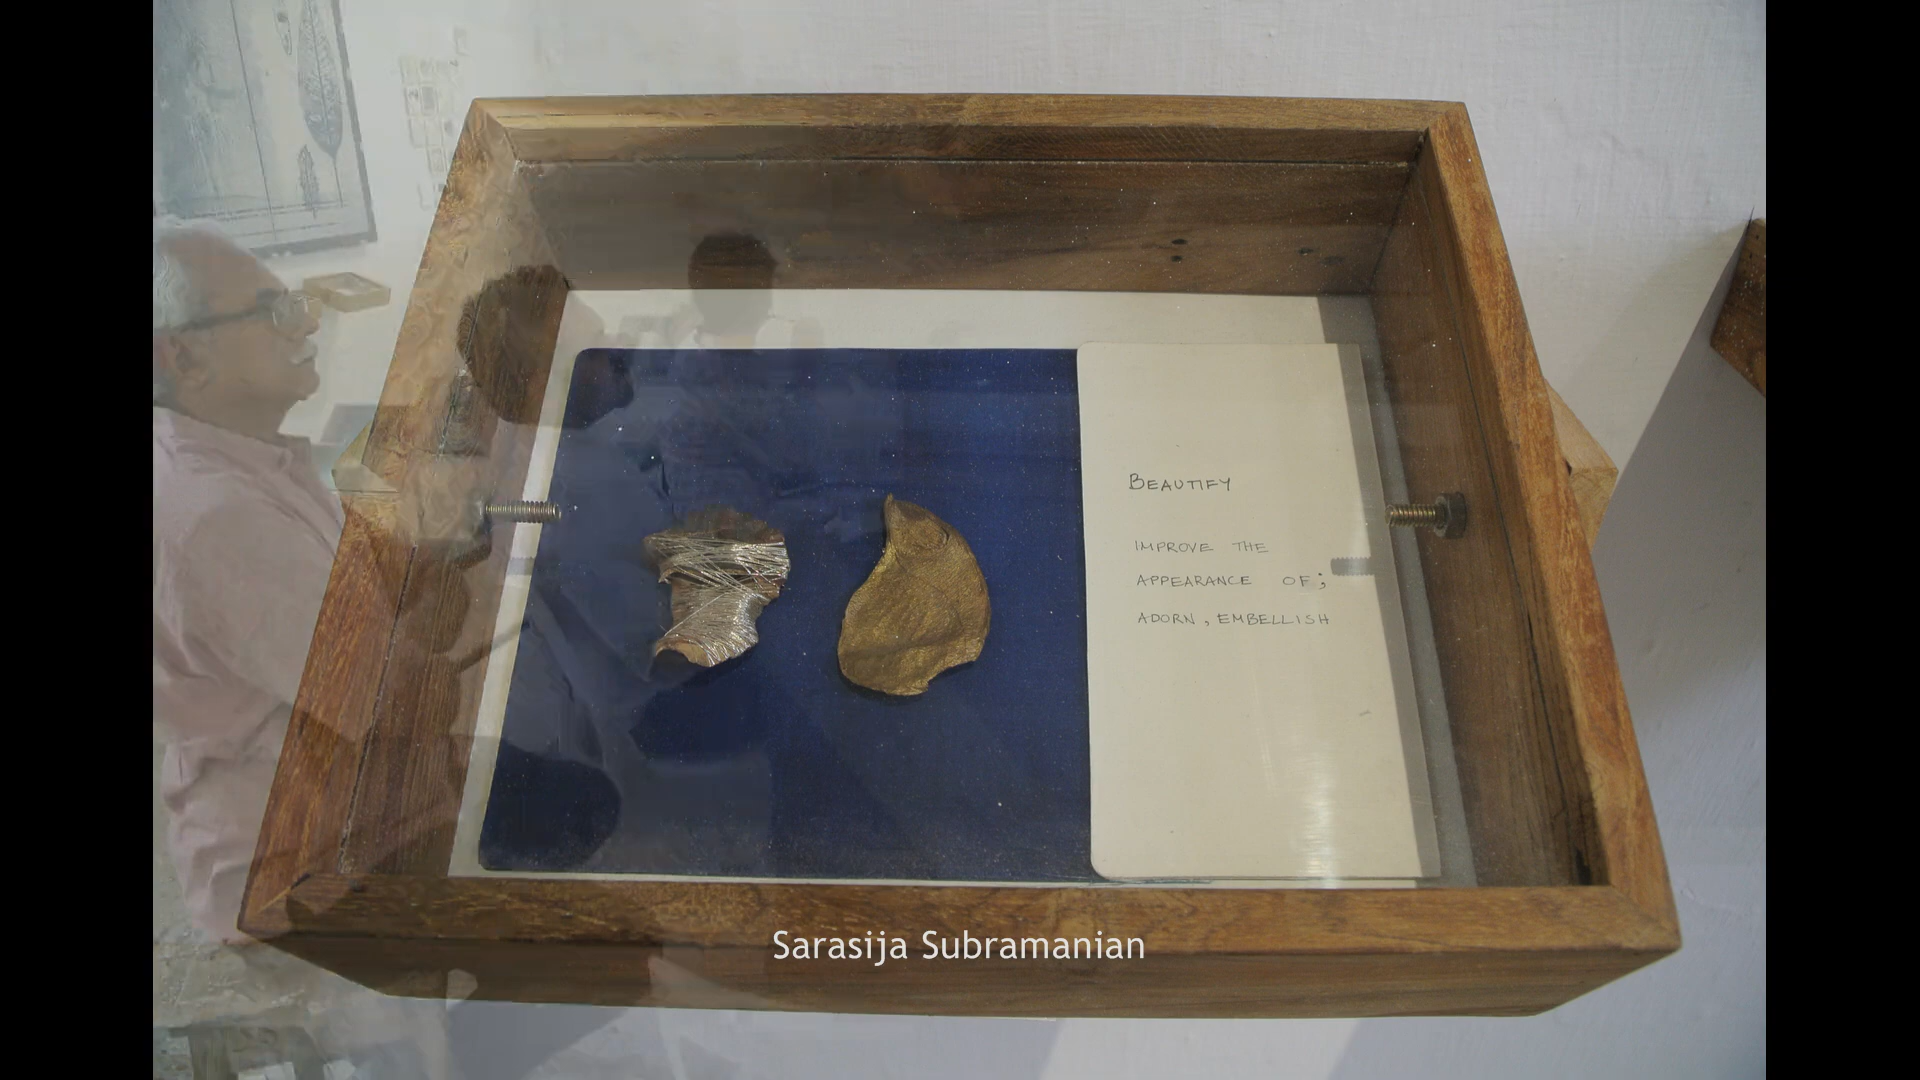 BEAUTIFY
IMPROVE THE
APPEARANCE OF;
ADORN, EMBELLISH
Sarasija Subramanian